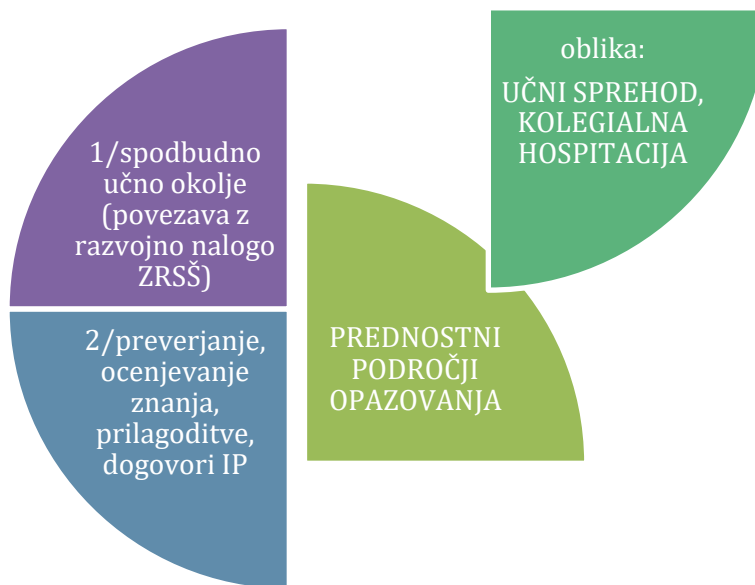 oblika:
UČNI SPREHOD,
KOLEGIALNA
HOSPITACIJA
1/spodbudno
učno okolje
(povezava z
razvojno nalogo
ZRSŠ)
2/preverjanje,
ocenjevanje
znanja,
prilagoditve,
dogovori IP
PREDNOSTNI
PODROČJI
OPAZOVANJA